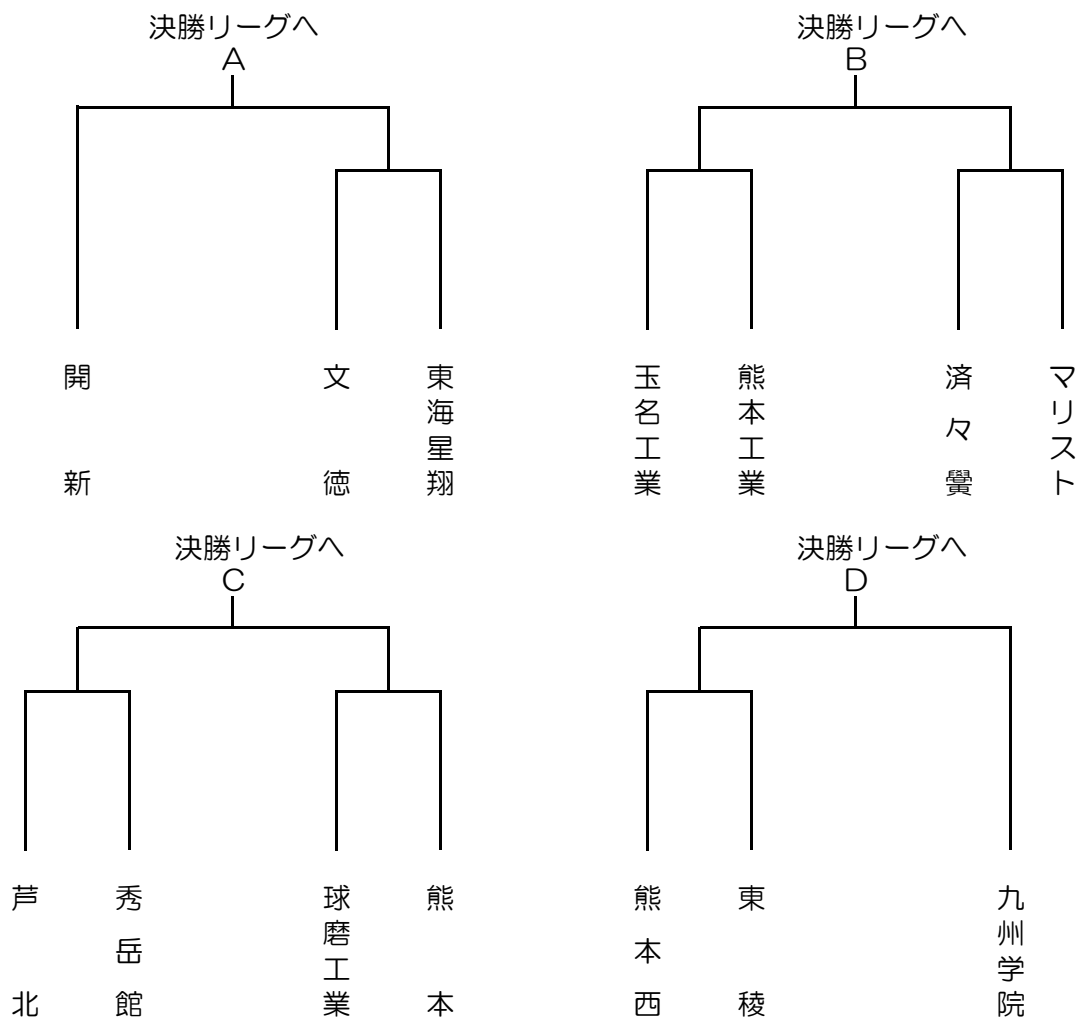 決勝リーグへ
A
決勝リーグへ
B
開新
文徳
東海星翔
玉名工業
熊本工業
済々黌
マリスト
決勝リーグへ
C
決勝リーグへ
D
芦北
秀岳館
球磨工業
熊本
熊本西
東稜
九州学院